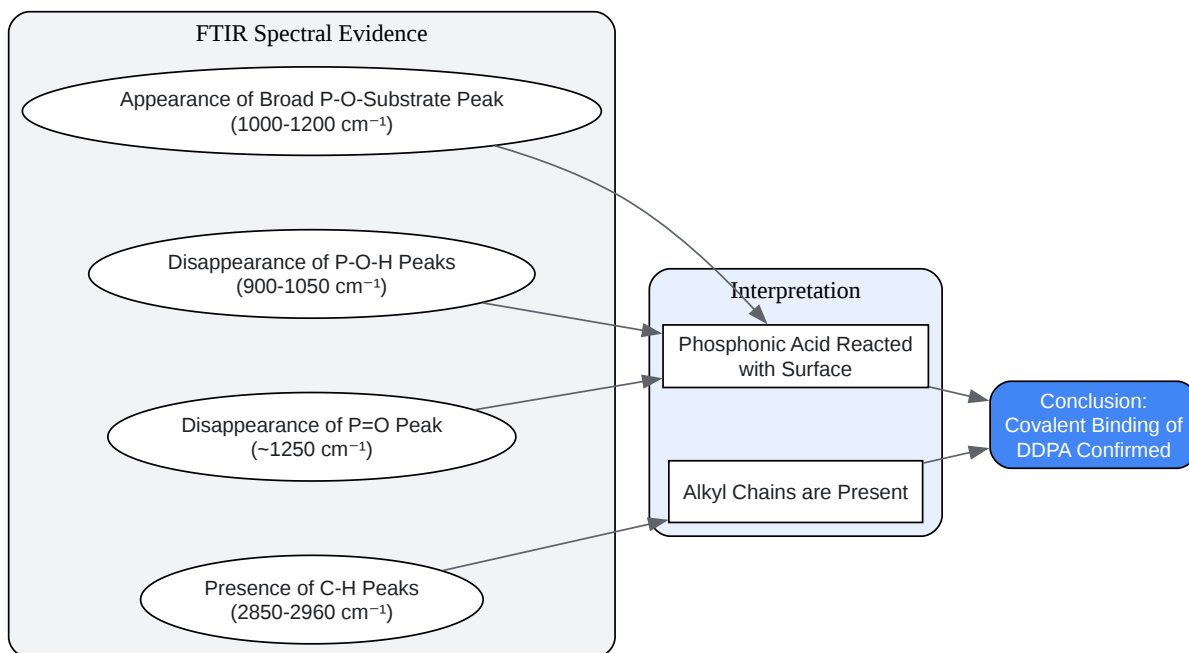 FTIR Spectral Evidence
Appearance of Broad P-O-Substrate Peak
(1000-1200 cm⁻¹)
Disappearance of P-O-H Peaks
(900-1050 cm⁻¹)
Disappearance of P=O Peak
(~1250 cm⁻¹)
Presence of C-H Peaks
(2850-2960 cm⁻¹)
Interpretation
Phosphonic Acid Reacted
with Surface
Alkyl Chains are Present
Conclusion:
Covalent Binding of
DDPA Confirmed